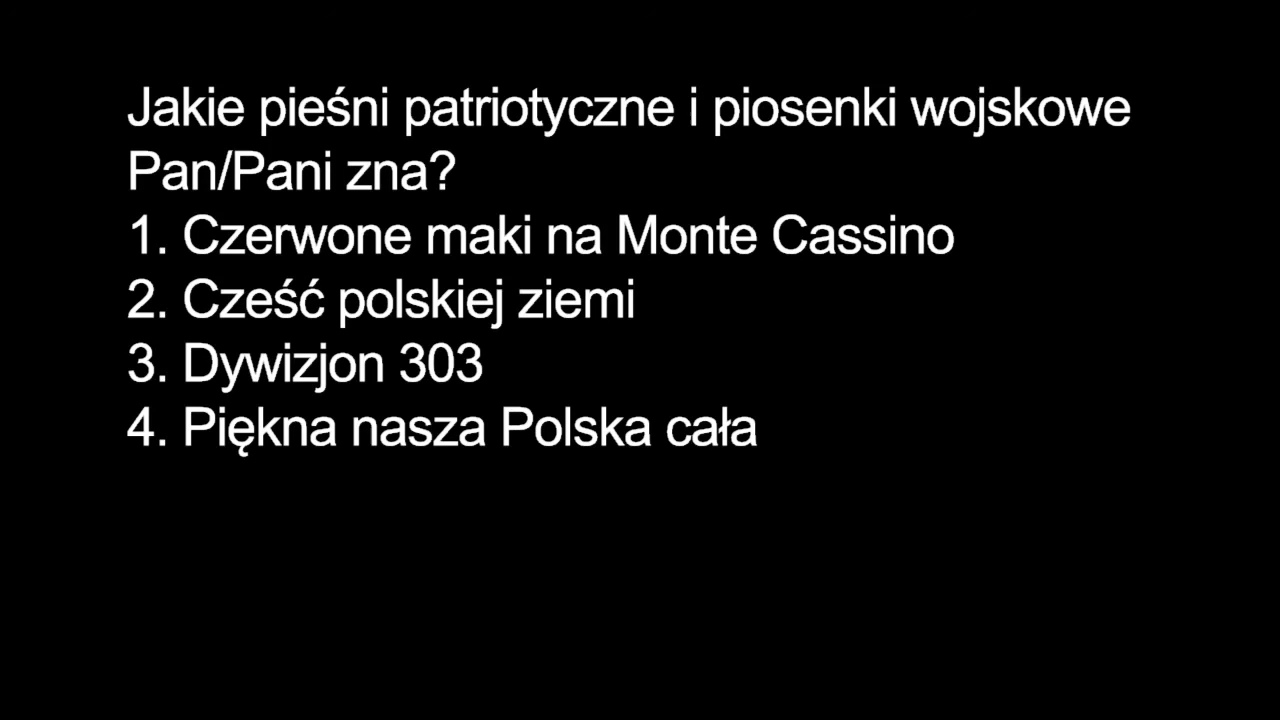 Jakie pieśni patriotyczne i piosenki wojskowe
Pan/Pani zna?
1. Czerwone maki na Monte Cassino
2. Cześć polskiej ziemi
3. Dywizjon 303
4. Piękna nasza Polska cała